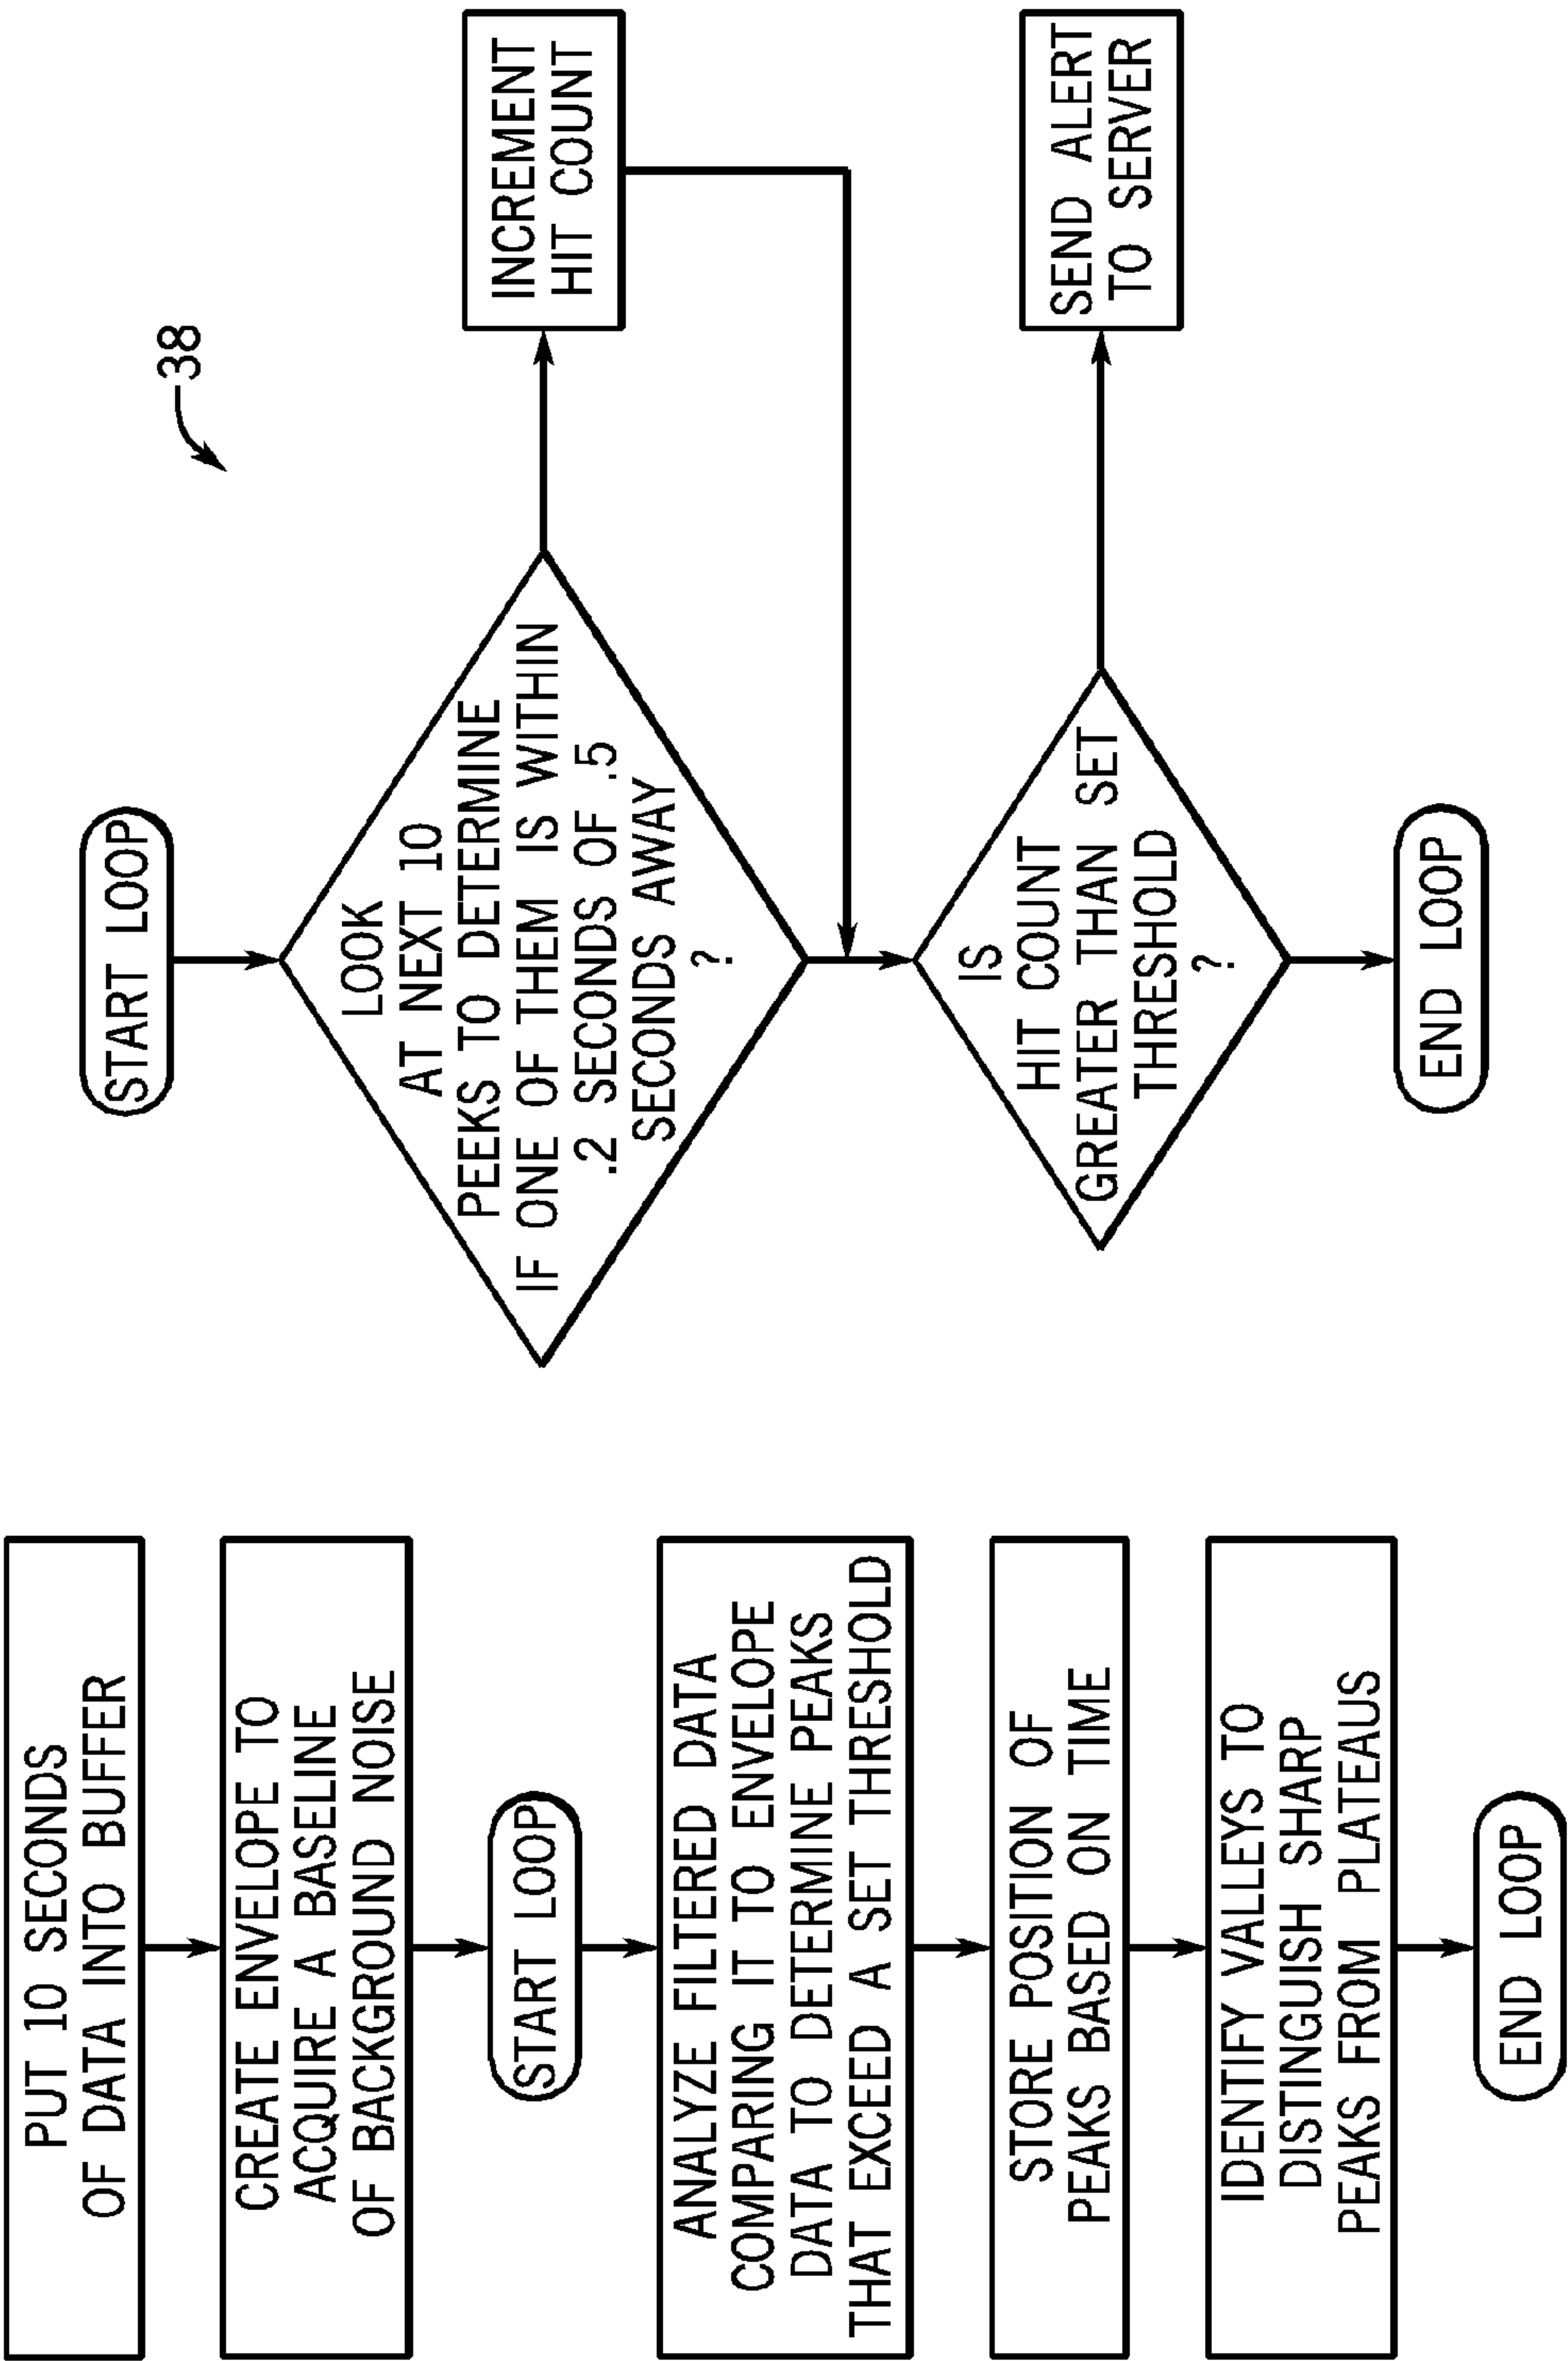 PUT 10 SECONDS
OF DATA INTO BUFFER
CREATE ENVELOPE TO
ACQUIRE A BASELINE
OF BACKGROUND NOISE
START LOOP
ANALYZE FILTERED DATA
COMPARING IT TO ENVELOPE
DATA TO DETERMINE PEAKS
THAT EXCEED A SET THRESHOLD
STORE POSITION OF
PEAKS BASED ON TIME
IDENTIFY VALLEYS TO
DISTINGUISH SHARP
PEAKS FROM PLATEAUS
END LOOP
38
START LOOP
LOOK
AT NEXT 10
PEEKS TO DETERMINE
IF ONE OF THEM IS WITHIN
.2 SECONDS OF .5
SECONDS AWAY
?
INCREMENT
HIT COUNT
IS
HIT COUNT
GREATER THAN SET
THRESHOLD
?
SEND ALERT
TO SERVER
END LOOP